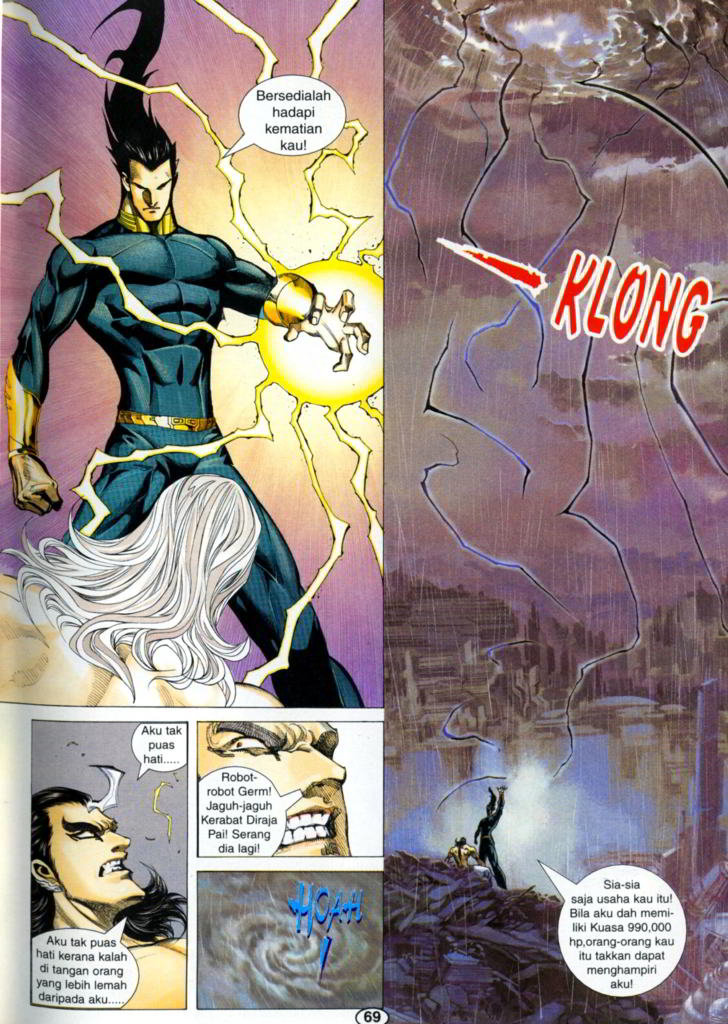 Bersedialah
hadapi
kematian
kau!
KLONG
Aku tak
puas
hati.....
Aku tak puas
hati kerana kalah
di tangan orang
yang lebih lemah
daripada aku.....
Robot-
robot Germ!
Jaguh-jaguh
Kerabat Diraja
Pai! Serang
dia lagi!
HOAH
!
Sia-sia
saja usaha kau itu!
Bila aku dah memi-
liki Kuasa 990,000
hp,orang-orang kau
itu takkan dapat
menghampiri
aku!
69